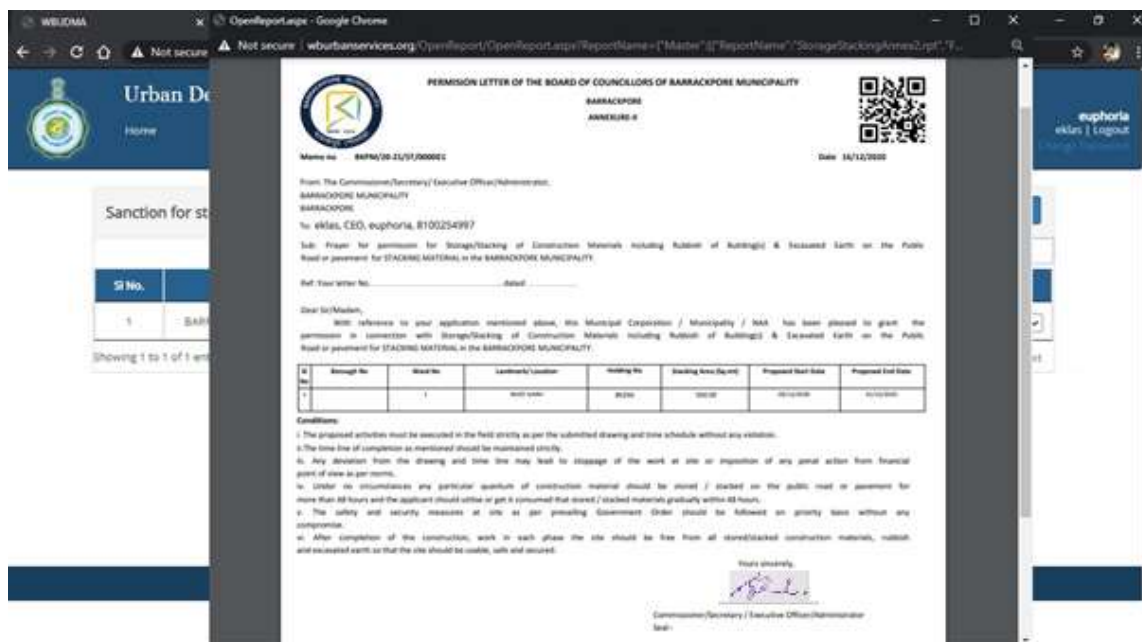 WBUDMA
OpenReport.aspx - Google Chrome
Not secure
Not secure | wburbanservices.org/OpenReport/OpenReport.aspx?ReportName={"Master":[{"ReportName":"StorageStackingAnnex2.rpt","F...
Urban De
Home
euphoria
eklas | Logout
Sanction for st
Sl No.
1
BARR
Showing 1 to 1 of 1 ent
PERMISION LETTER OF THE BOARD OF COUNCILLORS OF BARRACKPORE MUNICIPALITY
BARRACKPORE
ANNEXURE-II
Memo no BKPM/20-21/ST/000001
Date 16/12/2020
From: The Commissioner/Secretary/ Executive Officer/Administrator,
BARRACKPORE MUNICIPALITY
BARRACKPORE
To: eklas, CEO, euphoria, 8100254997
Sub: Prayer for permission for Storage/Stacking of Construction Materials including Rubbish of Building(s) & Excavated Earth on the Public
Road or pavement for STACKING MATERIAL in the BARRACKPORE MUNICIPALITY.
Ref: Your letter No. dated
Dear Sir/Madam,
With reference to your application mentioned above, this Municipal Corporation / Municipality / NAA has been pleased to grant the
permission in connection with Storage/Stacking of Construction Materials including Rubbish of Building(s) & Excavated Earth on the Public
Road or pavement for STACKING MATERIAL in the BARRACKPORE MUNICIPALITY.
Sl No Borough No Ward No Landmark/ Location Holding No Stacking Area (Sq.mt) Proposed Start Date Proposed End Date
1 1
Conditions:
i. The proposed activities must be executed in the field strictly as per the submitted drawing and time schedule without any violation.
ii.The time line of completion as mentioned should be maintained strictly.
iii. Any deviation from the drawing and time line may lead to stoppage of the work at site or imposition of any penal action from financial
point of view as per norms.
iv. Under no circumstances any particular quantum of construction material should be stored / stacked on the public road or pavement for
more than 48 hours and the applicant should utilise or get it consumed that stored / stacked materials gradually within 48 hours.
v. The safety and security measures at site as per prevailing Government Order should be followed on priority basis without any
compromise.
vi. After completion of the construction, work in each phase the site should be free from all stored/stacked construction materials, rubbish
and excavated earth so that the site should be usable, safe and secured.
Yours sincerely,
Commissioner/Secretary / Executive Officer/Administrator
Seal:-